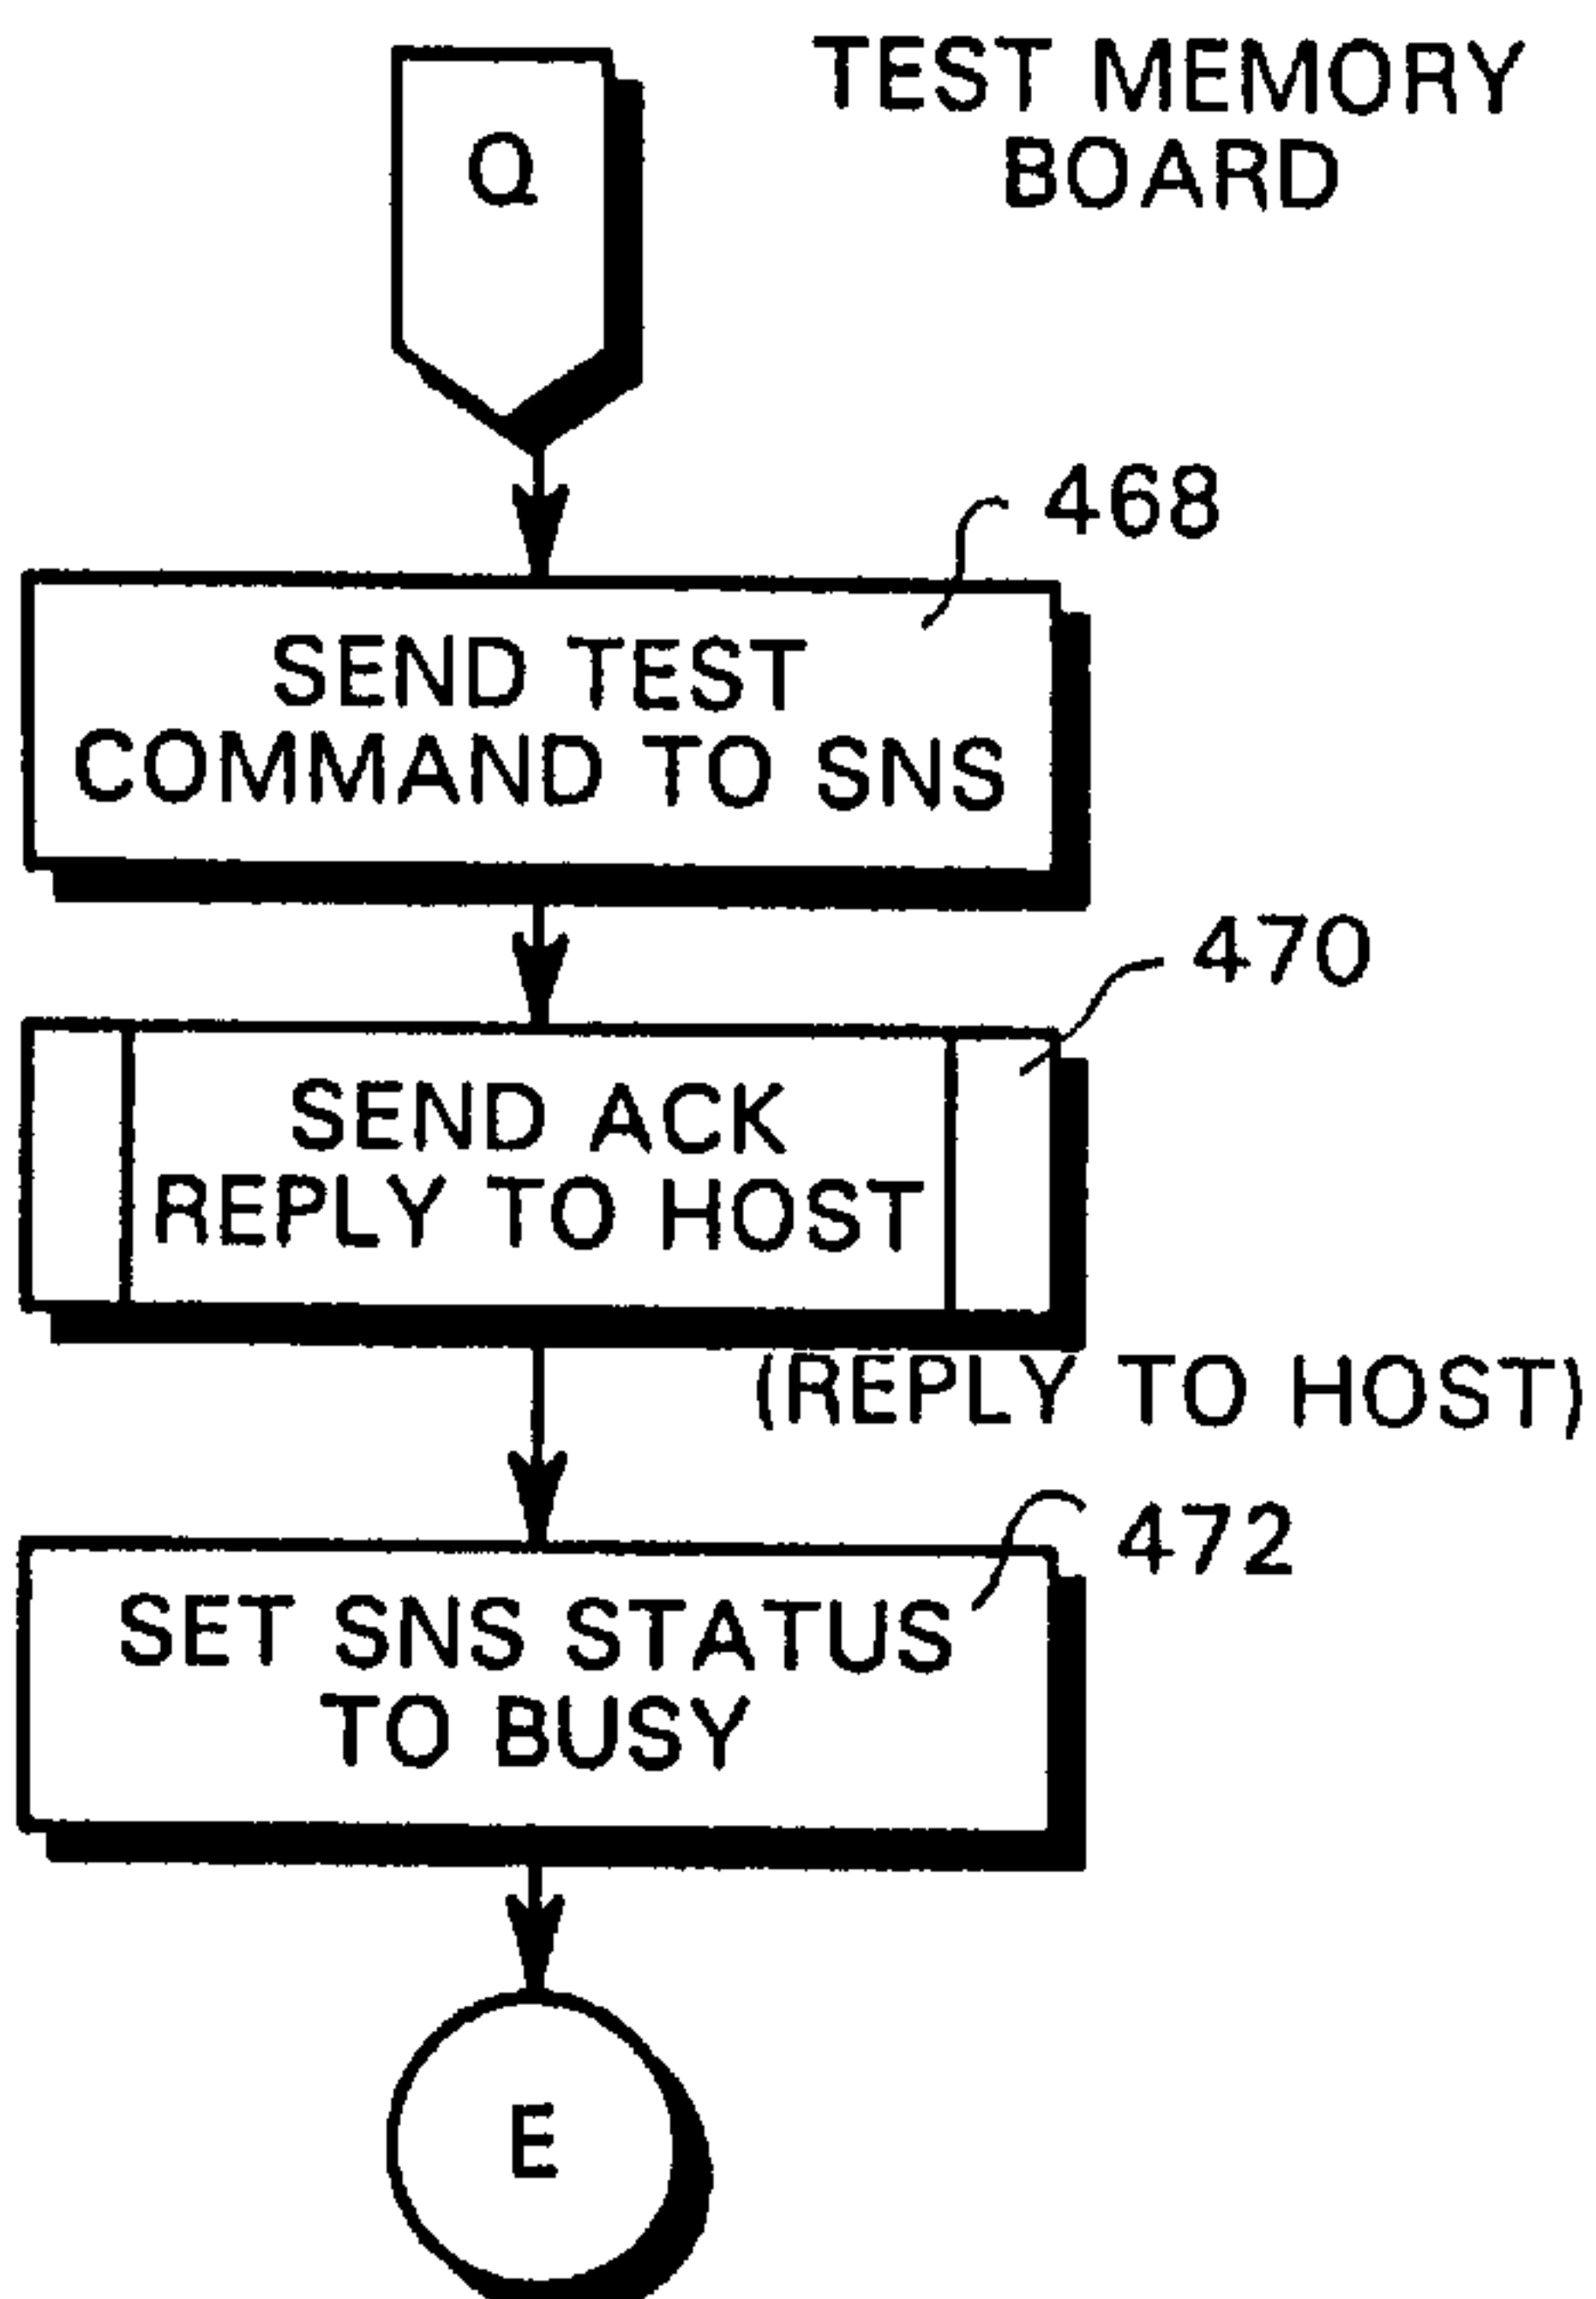 Q
TEST MEMORY
BOARD
468
SEND TEST
COMMAND TO SNS
470
SEND ACK
REPLY TO HOST
(REPLY TO HOST)
472
SET SNS STATUS
TO BUSY
E